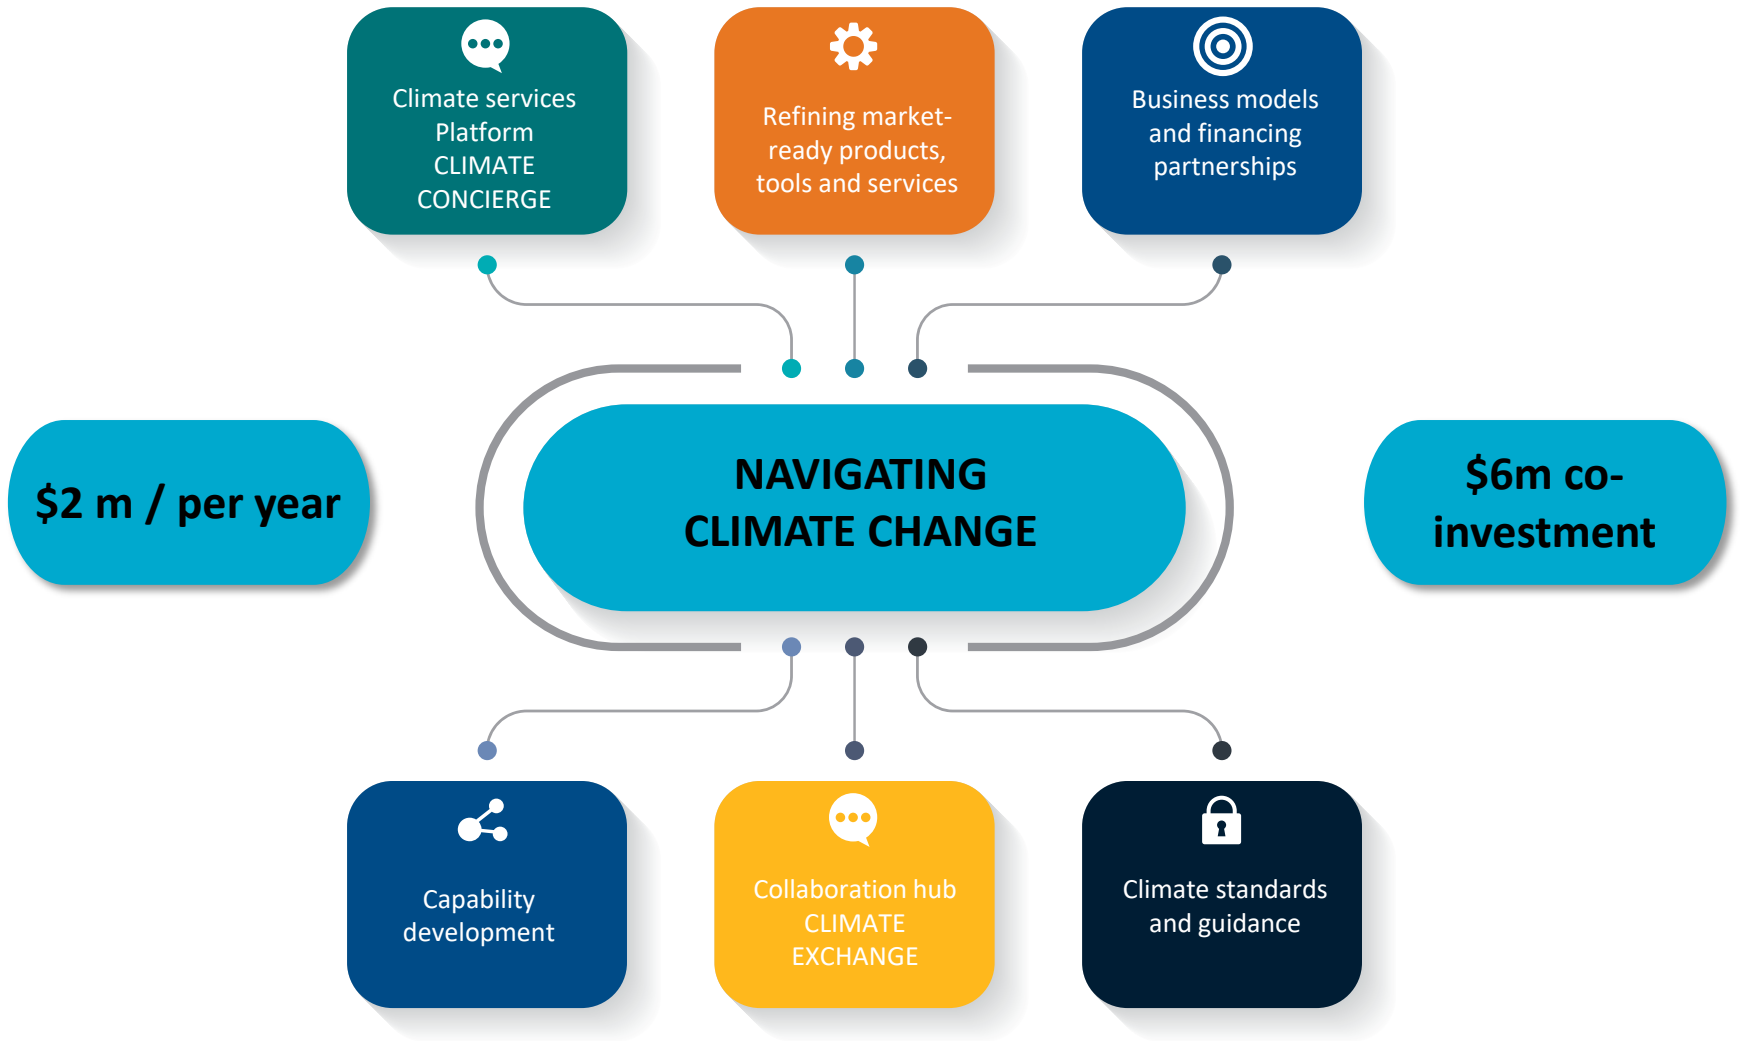 Climate services
Platform
CLIMATE
CONCIERGE
Refining market-
ready products,
tools and services
Business models
and financing
partnerships
$2 m / per year
NAVIGATING
CLIMATE CHANGE
$6m co-
investment
Capability
development
Collaboration hub
CLIMATE
EXCHANGE
Climate standards
and guidance